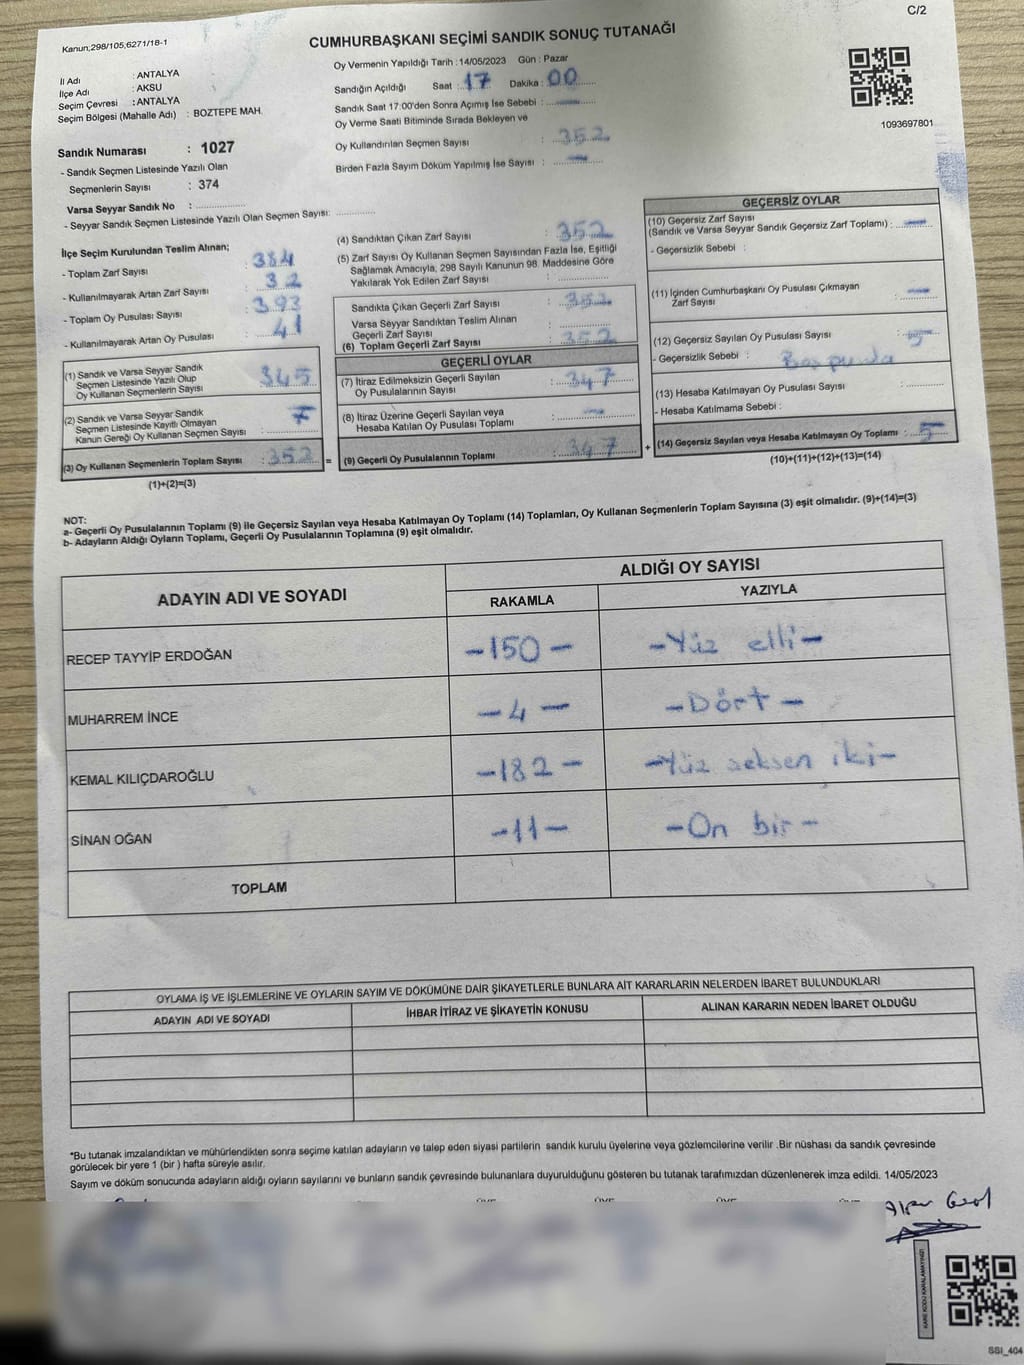 C/2
Kanun;298/105,6271/18-1
CUMHURBAŞKANI SEÇİMİ SANDIK SONUÇ TUTANAĞI
İl Adı : ANTALYA
İlçe Adı : AKSU
Seçim Çevresi : ANTALYA
Seçim Bölgesi (Mahalle Adı) : BOZTEPE MAH.
Oy Vermenin Yapıldığı Tarih : 14/05/2023 Gün : Pazar
Sandığın Açıldığı Saat : 17 Dakika : 00
Sandık Saat 17:00'den Sonra Açımış İse Sebebi : —
Oy Verme Saati Bitiminde Sırada Bekleyen ve
Oy Kullandırılan Seçmen Sayısı : 352
Birden Fazla Sayım Döküm Yapılmış İse Sayısı : —
1093697801
Sandık Numarası : 1027
- Sandık Seçmen Listesinde Yazılı Olan
Seçmenlerin Sayısı : 374
Varsa Seyyar Sandık No :
- Seyyar Sandık Seçmen Listesinde Yazılı Olan Seçmen Sayısı:
İlçe Seçim Kurulundan Teslim Alınan;
- Toplam Zarf Sayısı : 384
- Kullanılmayarak Artan Zarf Sayısı : 32
- Toplam Oy Pusulası Sayısı : 393
- Kullanılmayarak Artan Oy Pusulası : 41
(1) Sandık ve Varsa Seyyar Sandık
Seçmen Listesinde Yazılı Olup
Oy Kullanan Seçmenlerin Sayısı : 345
(2) Sandık ve Varsa Seyyar Sandık
Seçmen Listesinde Kayıtlı Olmayan
Kanun Gereği Oy Kullanan Seçmen Sayısı : 7
(3) Oy Kullanan Seçmenlerin Toplam Sayısı : 352 =
(1)+(2)=(3)
(4) Sandıktan Çıkan Zarf Sayısı : 352
(5) Zarf Sayısı Oy Kullanan Seçmen Sayısından Fazla İse, Eşitliği
Sağlamak Amacıyla, 298 Sayılı Kanunun 98. Maddesine Göre
Yakılarak Yok Edilen Zarf Sayısı :
Sandıkta Çıkan Geçerli Zarf Sayısı : 352
Varsa Seyyar Sandıktan Teslim Alınan
Geçerli Zarf Sayısı :
(6) Toplam Geçerli Zarf Sayısı : 352
GEÇERLİ OYLAR
(7) İtiraz Edilmeksizin Geçerli Sayılan
Oy Pusulalarının Sayısı : 347
(8) İtiraz Üzerine Geçerli Sayılan veya
Hesaba Katılan Oy Pusulası Toplamı : —
(9) Geçerli Oy Pusulalarının Toplamı : 347 +
GEÇERSİZ OYLAR
(10) Geçersiz Zarf Sayısı
(Sandık ve Varsa Seyyar Sandık Geçersiz Zarf Toplamı) : —
- Geçersizlik Sebebi :
(11) İçinden Cumhurbaşkanı Oy Pusulası Çıkmayan
Zarf Sayısı : —
(12) Geçersiz Sayılan Oy Pusulası Sayısı : 5
- Geçersizlik Sebebi :
(13) Hesaba Katılmayan Oy Pusulası Sayısı :
- Hesaba Katılmama Sebebi :
(14) Geçersiz Sayılan veya Hesaba Katılmayan Oy Toplamı : 5
(10)+(11)+(12)+(13)=(14)
NOT:
a- Geçerli Oy Pusulalarının Toplamı (9) ile Geçersiz Sayılan veya Hesaba Katılmayan Oy Toplamı (14) Toplamları, Oy Kullanan Seçmenlerin Toplam Sayısına (3) eşit olmalıdır. (9)+(14)=(3)
b- Adayların Aldığı Oyların Toplamı, Geçerli Oy Pusulalarının Toplamına (9) eşit olmalıdır.
ADAYIN ADI VE SOYADI
ALDIĞI OY SAYISI
RAKAMLA YAZIYLA
RECEP TAYYİP ERDOĞAN -150- -Yüz elli-
MUHARREM İNCE -4- -Dört-
KEMAL KILIÇDAROĞLU -182- -Yüz seksen iki-
SİNAN OĞAN -11- -On bir-
TOPLAM
OYLAMA İŞ VE İŞLEMLERİNE VE OYLARIN SAYIM VE DÖKÜMÜNE DAİR ŞİKAYETLERLE BUNLARA AİT KARARLARIN NELERDEN İBARET BULUNDUKLARI
ADAYIN ADI VE SOYADI İHBAR İTİRAZ VE ŞİKAYETİN KONUSU ALINAN KARARIN NEDEN İBARET OLDUĞU
*Bu tutanak imzalandıktan ve mühürlendikten sonra seçime katılan adayların ve talep eden siyasi partilerin sandık kurulu üyelerine veya gözlemcilerine verilir .Bir nüshası da sandık çevresinde
görülecek bir yere 1 (bir ) hafta süreyle asılır.
Sayım ve döküm sonucunda adayların aldığı oyların sayılarını ve bunların sandık çevresinde bulunanlara duyurulduğunu gösteren bu tutanak tarafımızdan düzenlenerek imza edildi. 14/05/2023
KARE KODU KARALAMAYINIZ!
SSI_404